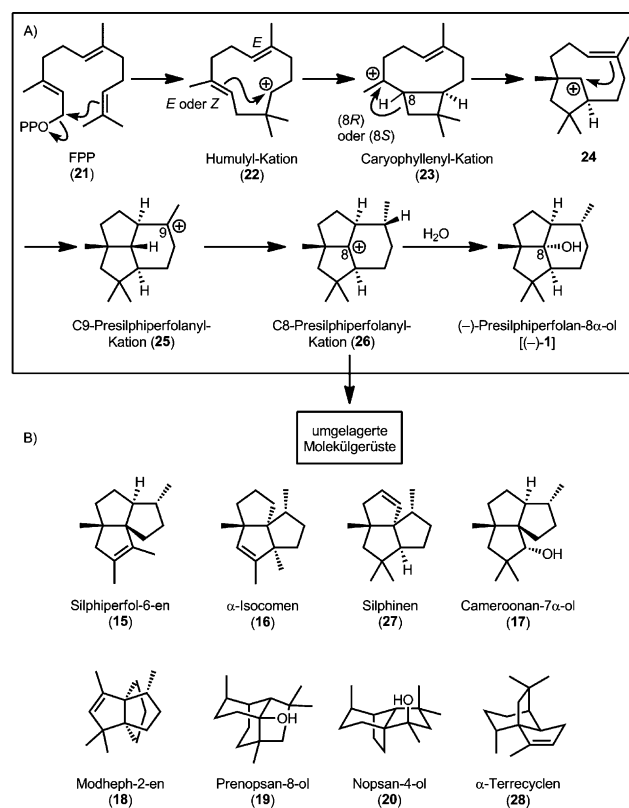 A)
E
E oder Z
PPO
FPP
(21)
Humulyl-Kation
(22)
8
H
H
(8R)
oder (8S)
Caryophyllenyl-Kation
(23)
H
24
H
9
H
H
C9-Presilphiperfolanyl-
Kation (25)
H
H
8
H
C8-Presilphiperfolanyl-
Kation (26)
H2O
H
8
OH
H
(–)-Presilphiperfolan-8α-ol
[(–)-1]
umgelagerte
Molekülgerüste
B)
H
Silphiperfol-6-en
(15)
α-Isocomen
(16)
H
Silphinen
(27)
H
OH
Cameroonan-7α-ol
(17)
Modheph-2-en
(18)
OH
Prenopsan-8-ol
(19)
HO
Nopsan-4-ol
(20)
α-Terrecyclen
(28)